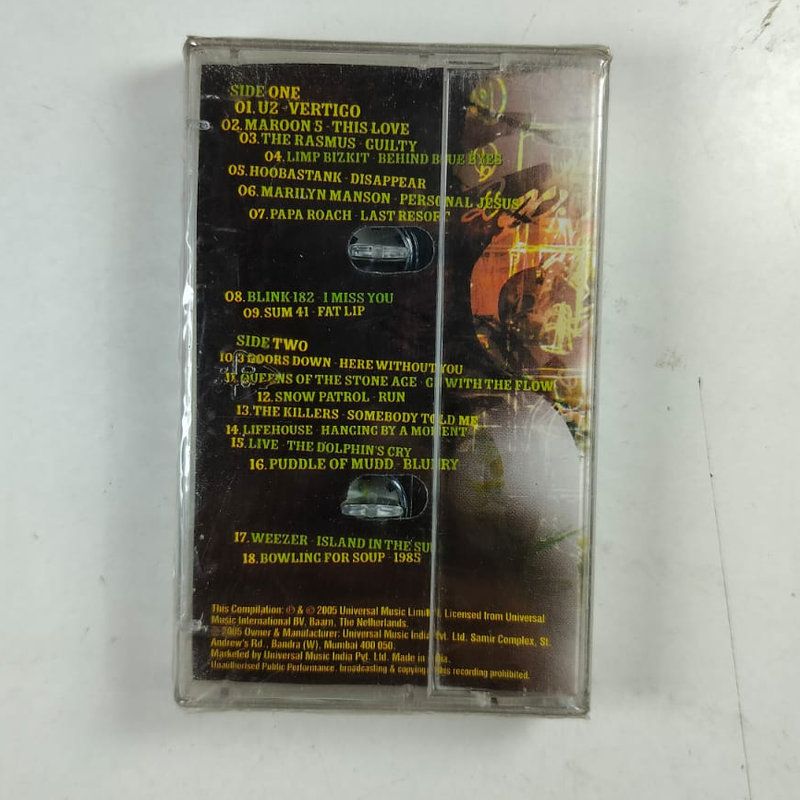 SIDE ONE
01. U2 - VERTIGO
02. MAROON 5 - THIS LOVE
03. THE RASMUS - GUILTY
04. LIMP BIZKIT - BEHIND BLUE EYES
05. HOOBASTANK - DISAPPEAR
06. MARILYN MANSON - PERSONAL JESUS
07. PAPA ROACH - LAST RESORT
08. BLINK-182 - I MISS YOU
09. SUM 41 - FAT LIP
SIDE TWO
10. 3 DOORS DOWN - HERE WITHOUT YOU
11. QUEENS OF THE STONE AGE - GO WITH THE FLOW
12. SNOW PATROL - RUN
13. THE KILLERS - SOMEBODY TOLD ME
14. LIFEHOUSE - HANGING BY A MOMENT
15. LIVE - THE DOLPHIN'S CRY
16. PUDDLE OF MUDD - BLURRY
17. WEEZER - ISLAND IN THE SUN
18. BOWLING FOR SOUP - 1985
This Compilation: ℗ & © 2005 Universal Music Limited. Licensed from Universal
Music International BV, Baarn, The Netherlands.
© 2005 Owner & Manufacturer: Universal Music India Pvt. Ltd. Samir Complex, St.
Andrew's Rd., Bandra (W), Mumbai 400 050.
Marketed by Universal Music India Pvt. Ltd. Made in India.
Unauthorised Public Performance, broadcasting & copying of this recording prohibited.